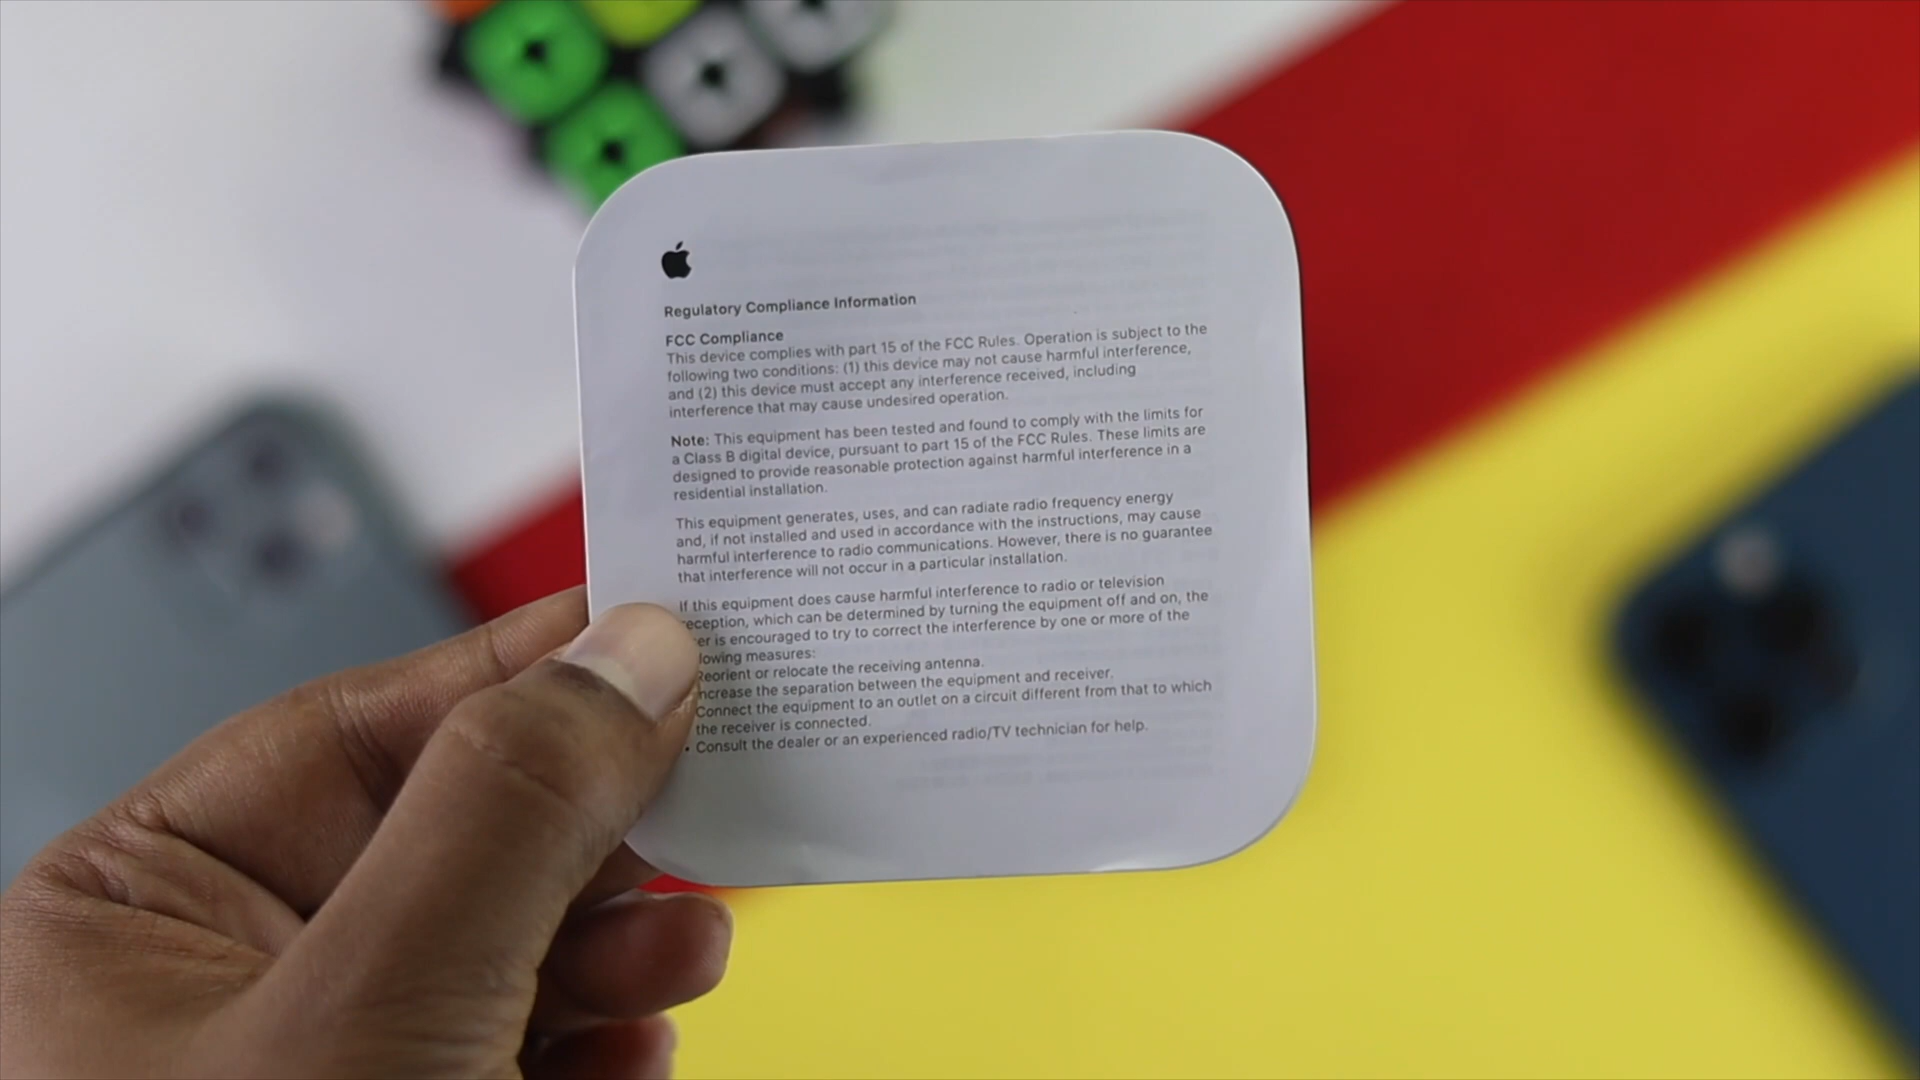 Regulatory Compliance Information
FCC Compliance
This device complies with part 15 of the FCC Rules. Operation is subject to the
following two conditions: (1) this device may not cause harmful interference,
and (2) this device must accept any interference received, including
interference that may cause undesired operation.
Note: This equipment has been tested and found to comply with the limits for
a Class B digital device, pursuant to part 15 of the FCC Rules. These limits are
designed to provide reasonable protection against harmful interference in a
residential installation.
This equipment generates, uses, and can radiate radio frequency energy
and, if not installed and used in accordance with the instructions, may cause
harmful interference to radio communications. However, there is no guarantee
that interference will not occur in a particular installation.
If this equipment does cause harmful interference to radio or television
eception, which can be determined by turning the equipment off and on, the
er is encouraged to try to correct the interference by one or more of the
lowing measures:
Reorient or relocate the receiving antenna.
ncrease the separation between the equipment and receiver.
Connect the equipment to an outlet on a circuit different from that to which
the receiver is connected.
• Consult the dealer or an experienced radio/TV technician for help.